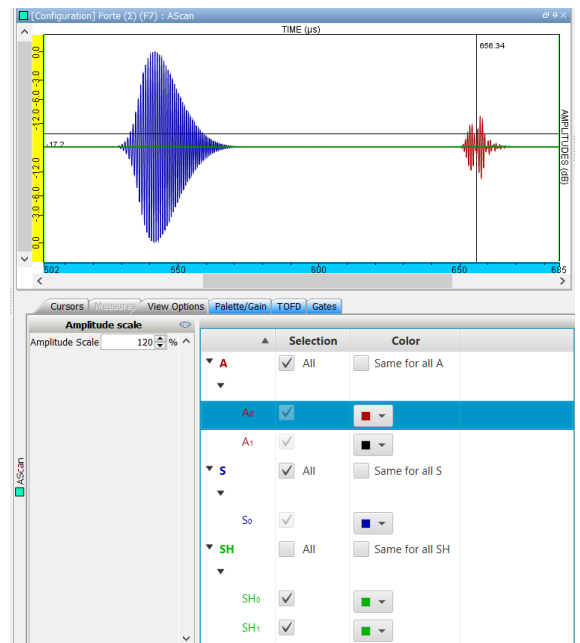 [Configuration] Porte (Σ) (F7) : AScan
TIME (µs)
656.34
0,0
-3.0
-6.0
-12.0
-17.2
-12.0
-6.0
-3.0
0,0
AMPLITUDES (dB)
502 550 600 650 685
Cursors Measures View Options Palette/Gain TOFD Gates
Amplitude scale
Amplitude Scale 120 %
AScan
Selection Color
A All Same for all A
A0
A1
S All Same for all S
S0
SH All Same for all SH
SH0
SH1